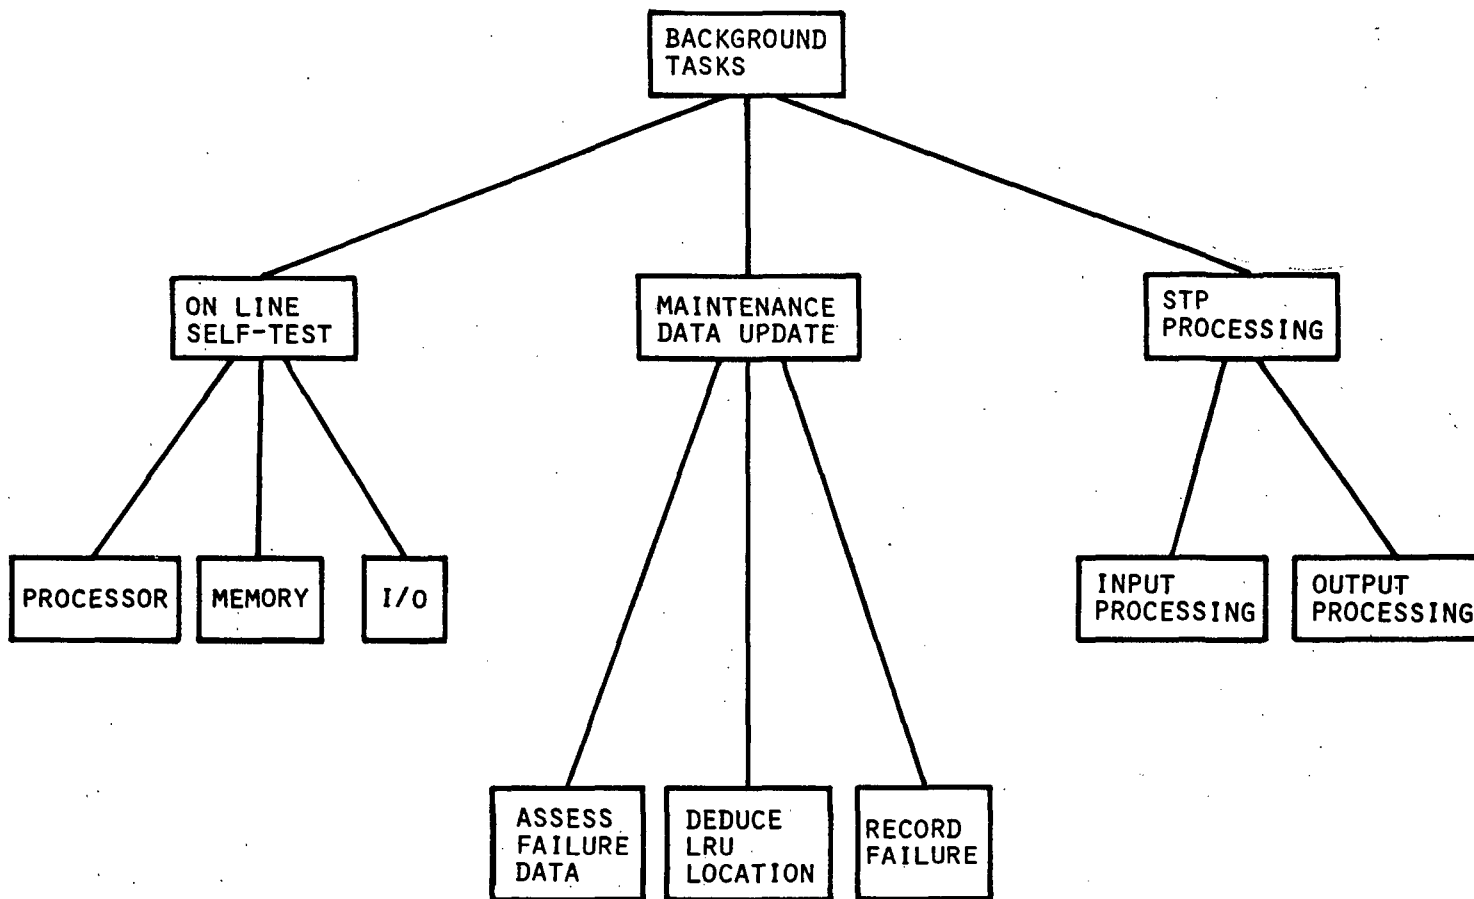 BACKGROUND
TASKS
ON LINE
SELF-TEST
MAINTENANCE
DATA UPDATE
STP
PROCESSING
PROCESSOR
MEMORY
I/O
INPUT
PROCESSING
OUTPUT
PROCESSING
ASSESS
FAILURE
DATA
DEDUCE
LRU
LOCATION
RECORD
FAILURE